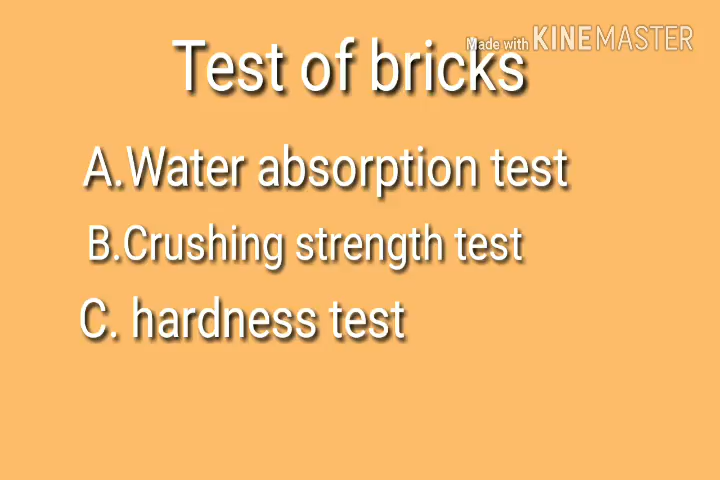 Made with KINEMASTER
Test of bricks
A.Water absorption test
B.Crushing strength test
C. hardness test